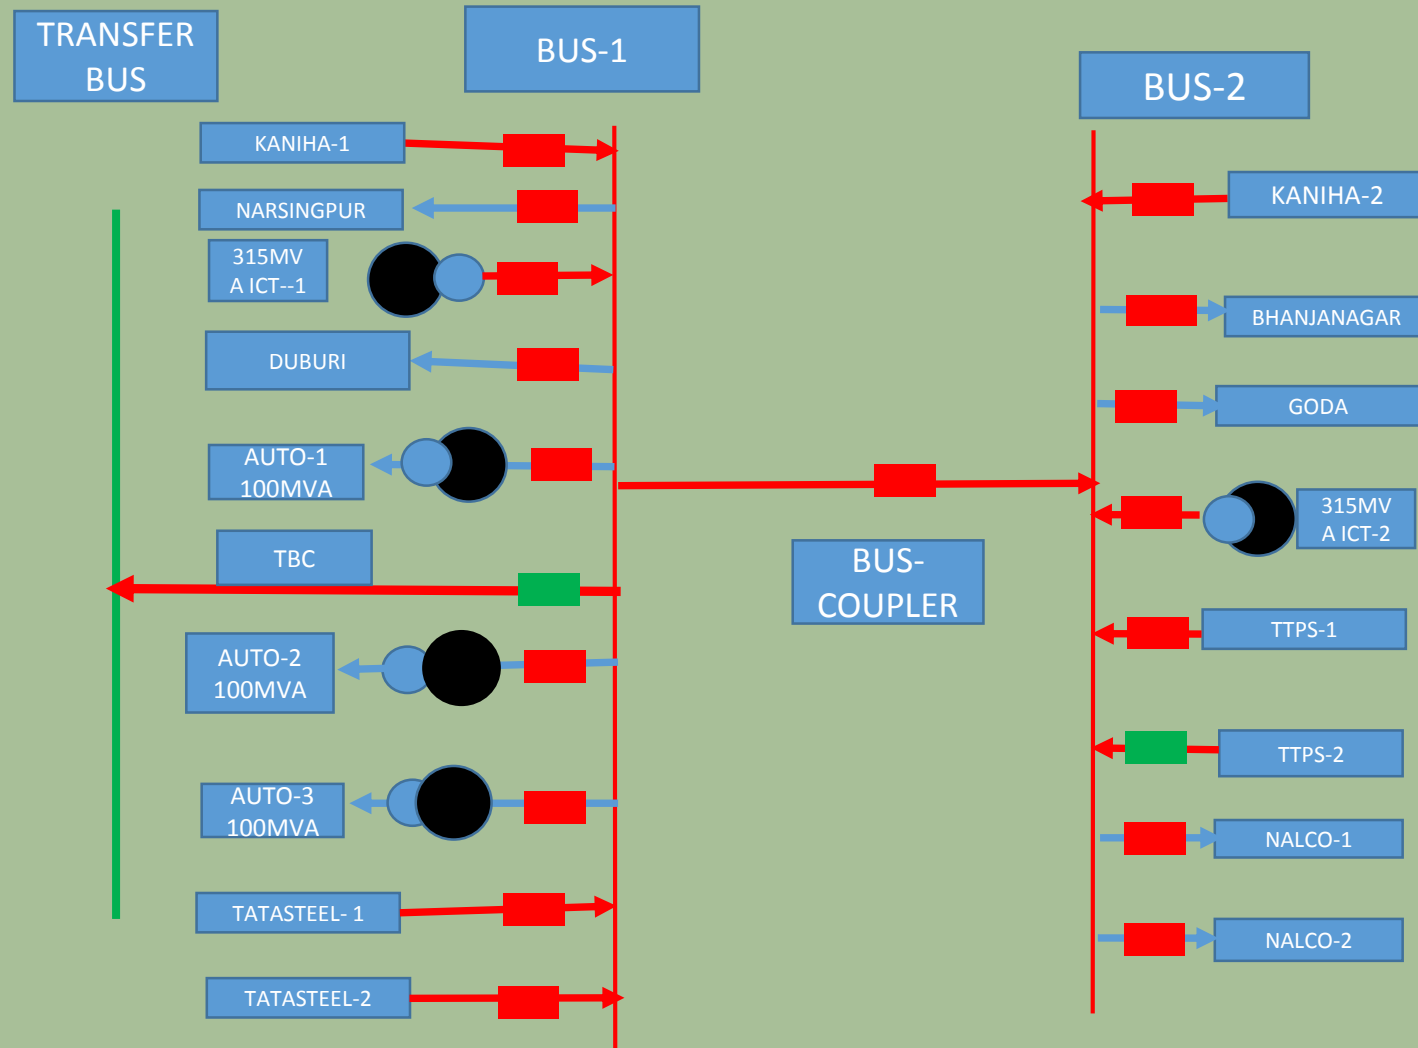 TRANSFER
BUS
BUS-1
BUS-2
KANIHA-1
NARSINGPUR
315MV
A ICT--1
DUBURI
AUTO-1
100MVA
TBC
AUTO-2
100MVA
AUTO-3
100MVA
TATASTEEL- 1
TATASTEEL-2
BUS-
COUPLER
KANIHA-2
BHANJANAGAR
GODA
315MV
A ICT-2
TTPS-1
TTPS-2
NALCO-1
NALCO-2